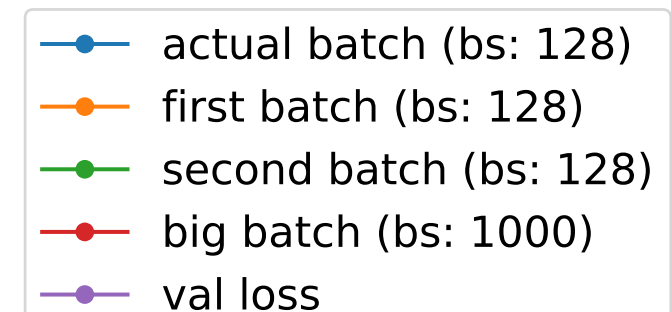 actual batch (bs: 128)
first batch (bs: 128)
second batch (bs: 128)
big batch (bs: 1000)
val loss